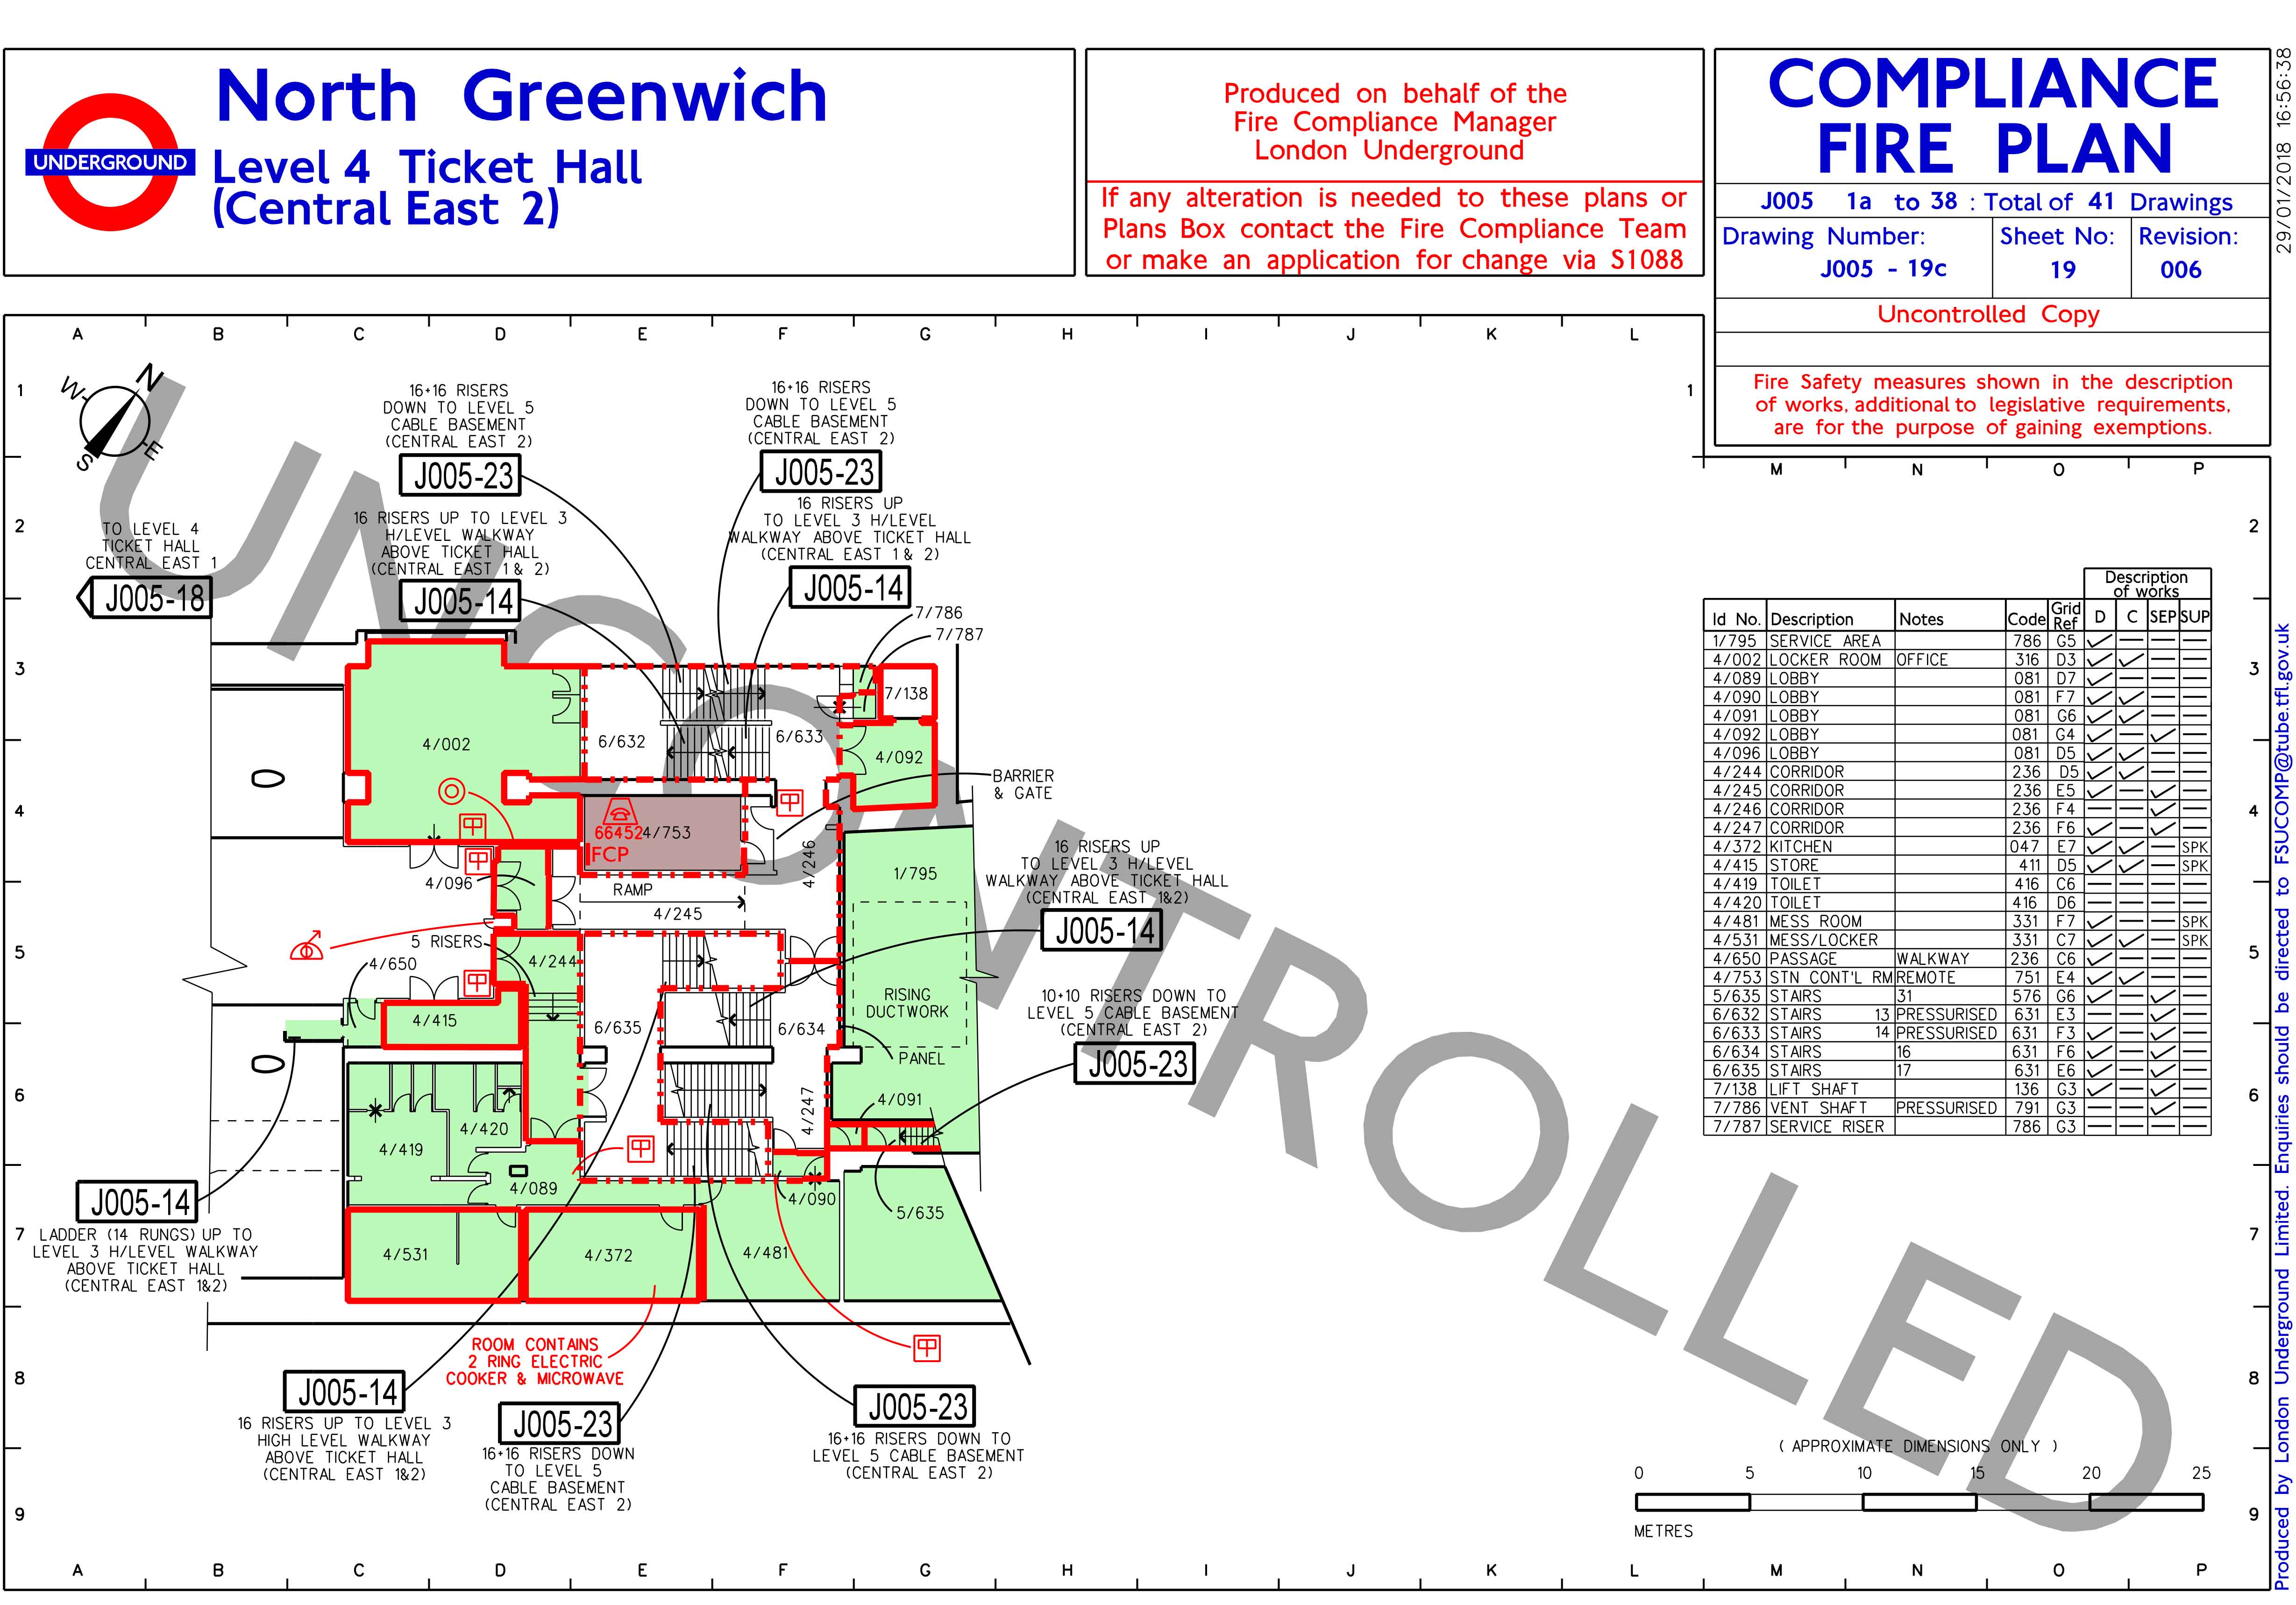 North Greenwich
UNDERGROUND
Level 4 Ticket Hall
(Central East 2)
Produced on behalf of the
Fire Compliance Manager
London Underground
If any alteration is needed to these plans or
Plans Box contact the Fire Compliance Team
or make an application for change via S1088
COMPLIANCE
FIRE PLAN
J005 1a to 38 : Total of 41 Drawings
Drawing Number: Sheet No: Revision:
J005 - 19c 19 006
Uncontrolled Copy
Fire Safety measures shown in the description
of works, additional to legislative requirements,
are for the purpose of gaining exemptions.
29/01/2018 16:56:38
A B C D E F G H I J K L
M N O P
1
2
3
4
5
6
7
8
9
1
2
3
4
5
6
7
8
9
A B C D E F G H I J K L M N O P
N
W
E
S
UNCONTROLLED
16+16 RISERS
DOWN TO LEVEL 5
CABLE BASEMENT
(CENTRAL EAST 2)
J005-23
16+16 RISERS
DOWN TO LEVEL 5
CABLE BASEMENT
(CENTRAL EAST 2)
J005-23
16 RISERS UP TO LEVEL 3
H/LEVEL WALKWAY
ABOVE TICKET HALL
(CENTRAL EAST 1 & 2)
J005-14
16 RISERS UP
TO LEVEL 3 H/LEVEL
WALKWAY ABOVE TICKET HALL
(CENTRAL EAST 1 & 2)
J005-14
TO LEVEL 4
TICKET HALL
CENTRAL EAST 1
J005-18
7/786
7/787
7/138
4/002
6/632
6/633
4/092
BARRIER
& GATE
66452
4/753
FCP
4/246
4/096
RAMP
4/245
1/795
16 RISERS UP
TO LEVEL 3 H/LEVEL
WALKWAY ABOVE TICKET HALL
(CENTRAL EAST 1&2)
J005-14
5 RISERS
4/244
4/650
4/415
6/635
6/634
RISING
DUCTWORK
PANEL
10+10 RISERS DOWN TO
LEVEL 5 CABLE BASEMENT
(CENTRAL EAST 2)
J005-23
4/247
4/091
4/420
4/419
4/089
4/090
5/635
4/531
4/372
4/481
J005-14
LADDER (14 RUNGS) UP TO
LEVEL 3 H/LEVEL WALKWAY
ABOVE TICKET HALL
(CENTRAL EAST 1&2)
ROOM CONTAINS
2 RING ELECTRIC
COOKER & MICROWAVE
J005-14
16 RISERS UP TO LEVEL 3
HIGH LEVEL WALKWAY
ABOVE TICKET HALL
(CENTRAL EAST 1&2)
J005-23
16+16 RISERS DOWN
TO LEVEL 5
CABLE BASEMENT
(CENTRAL EAST 2)
J005-23
16+16 RISERS DOWN TO
LEVEL 5 CABLE BASEMENT
(CENTRAL EAST 2)
Description
of works
Id No. Description Notes Code Grid Ref D C SEP SUP
1/795 SERVICE AREA 786 G5 ✓ — — —
4/002 LOCKER ROOM OFFICE 316 D3 ✓ ✓ — —
4/089 LOBBY 081 D7 ✓ — — —
4/090 LOBBY 081 F7 ✓ ✓ — —
4/091 LOBBY 081 G6 ✓ ✓ — —
4/092 LOBBY 081 G4 ✓ — ✓ —
4/096 LOBBY 081 D5 ✓ ✓ — —
4/244 CORRIDOR 236 D5 ✓ ✓ — —
4/245 CORRIDOR 236 E5 ✓ — ✓ —
4/246 CORRIDOR 236 F4 — — ✓ —
4/247 CORRIDOR 236 F6 ✓ — ✓ —
4/372 KITCHEN 047 E7 ✓ ✓ — SPK
4/415 STORE 411 D5 ✓ ✓ — SPK
4/419 TOILET 416 C6 — — — —
4/420 TOILET 416 D6 — — — —
4/481 MESS ROOM 331 F7 ✓ — — SPK
4/531 MESS/LOCKER 331 C7 ✓ ✓ — SPK
4/650 PASSAGE WALKWAY 236 C6 ✓ — — —
4/753 STN CONT'L RM REMOTE 751 E4 ✓ ✓ — —
5/635 STAIRS 31 576 G6 ✓ — ✓ —
6/632 STAIRS 13 PRESSURISED 631 E3 — — ✓ —
6/633 STAIRS 14 PRESSURISED 631 F3 ✓ — ✓ —
6/634 STAIRS 16 631 F6 ✓ — ✓ —
6/635 STAIRS 17 631 E6 ✓ — ✓ —
7/138 LIFT SHAFT 136 G3 ✓ — ✓ —
7/786 VENT SHAFT PRESSURISED 791 G3 — — ✓ —
7/787 SERVICE RISER 786 G3 — — — —
( APPROXIMATE DIMENSIONS ONLY )
0 5 10 15 20 25
METRES
Produced by London Underground Limited. Enquiries should be directed to FSUCOMP@tube.tfl.gov.uk